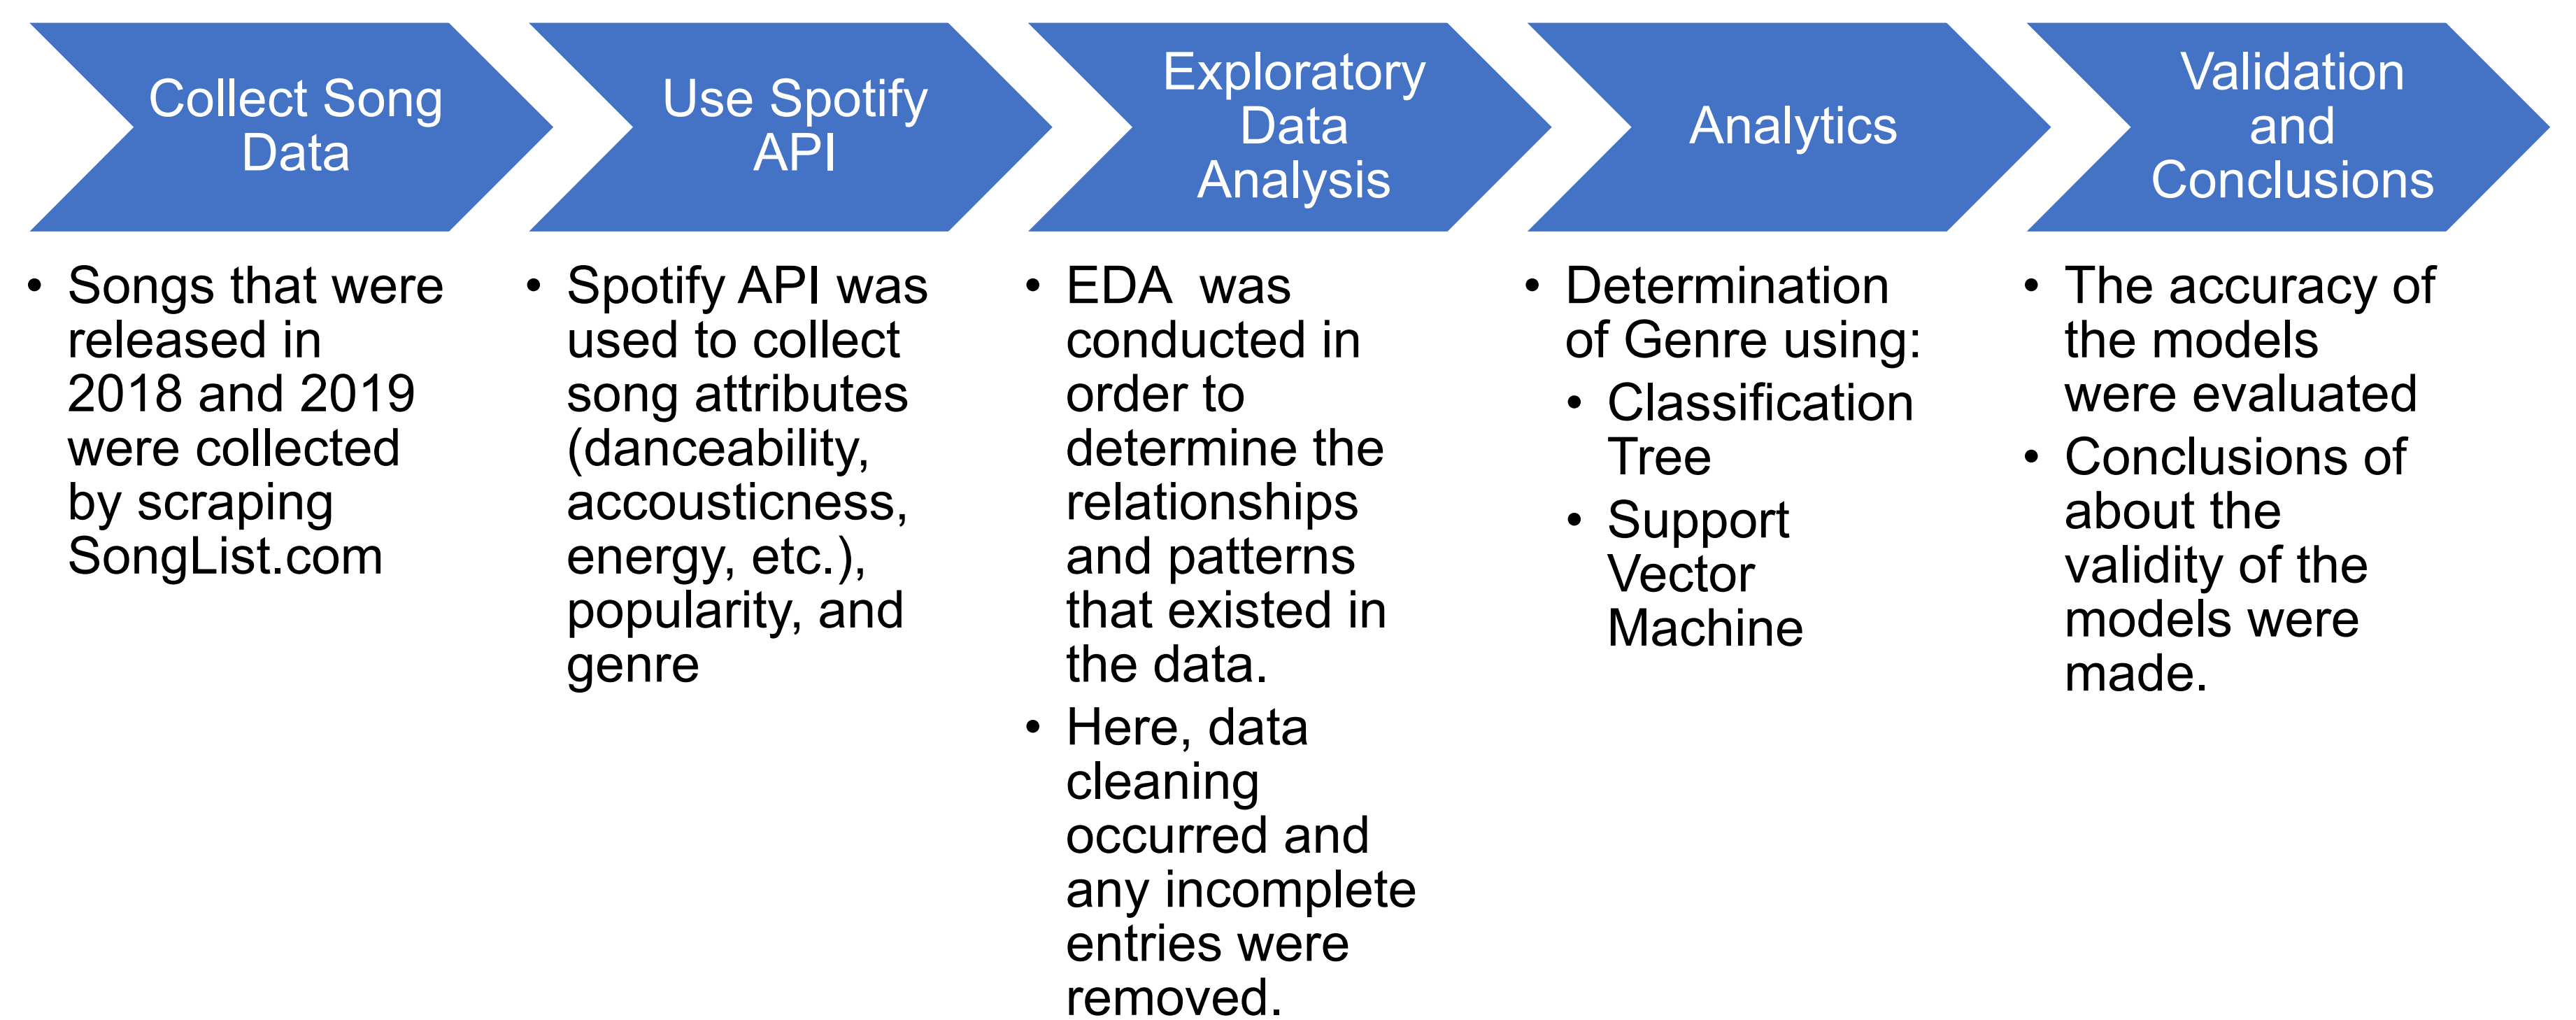 Collect Song
Data
Use Spotify
API
Exploratory
Data
Analysis
Analytics
Validation
and
Conclusions
• Songs that were
released in
2018 and 2019
were collected
by scraping
SongList.com
• Spotify API was
used to collect
song attributes
(danceability,
accousticness,
energy, etc.),
popularity, and
genre
• EDA  was
conducted in
order to
determine the
relationships
and patterns
that existed in
the data.
• Here, data
cleaning
occurred and
any incomplete
entries were
removed.
• Determination
of Genre using:
• Classification
Tree
• Support
Vector
Machine
• The accuracy of
the models
were evaluated
• Conclusions of
about the
validity of the
models were
made.